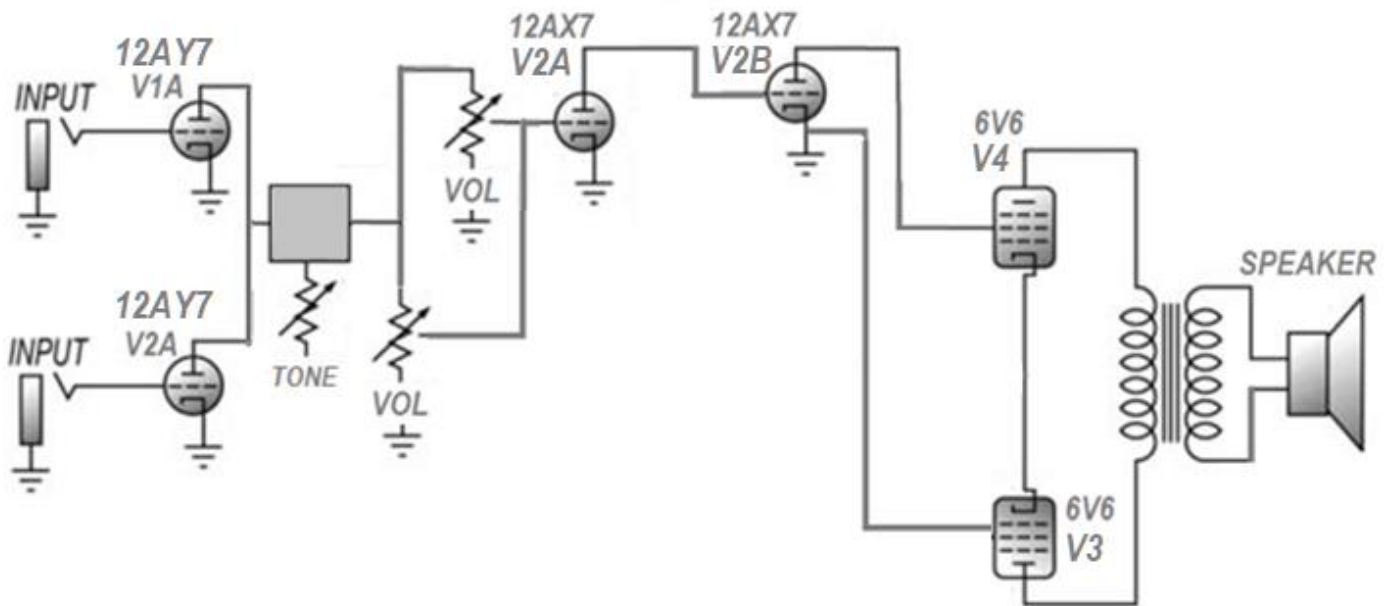 12AY7
V1A
INPUT
12AY7
V2A
INPUT
TONE
VOL
VOL
12AX7
V2A
12AX7
V2B
6V6
V4
6V6
V3
SPEAKER